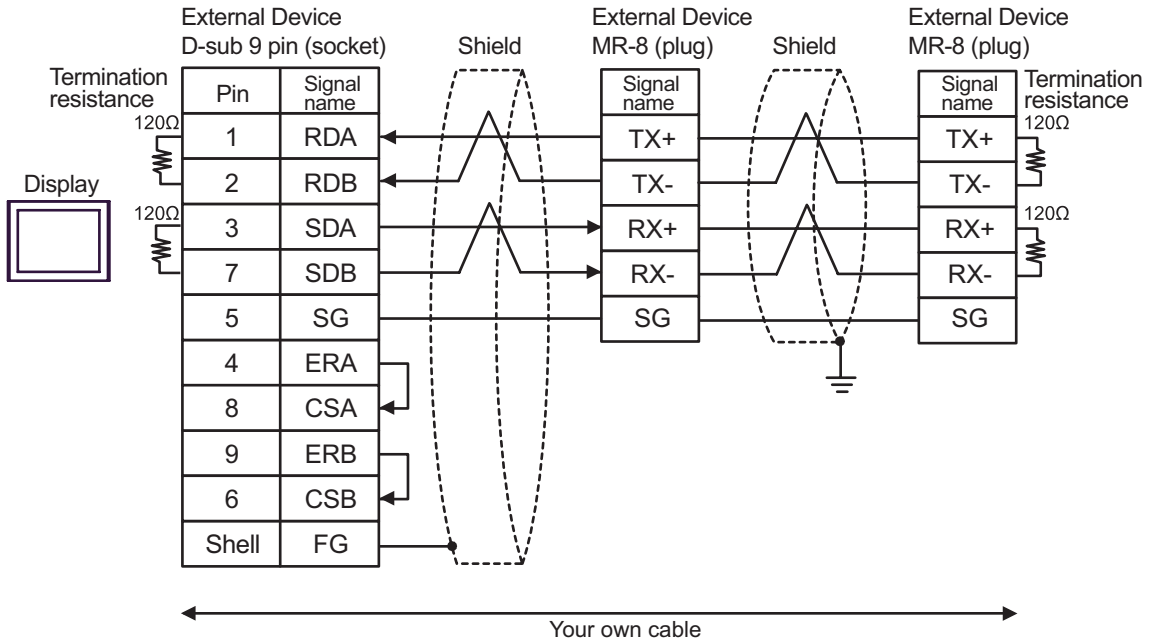 External Device
D-sub 9 pin (socket)
Shield
External Device
MR-8 (plug)
Shield
External Device
MR-8 (plug)
Termination
resistance
Pin
Signal
name
Signal
name
Signal
name
Termination
resistance
120Ω
1 RDA
TX+
TX+
120Ω
2 RDB
TX-
TX-
Display
120Ω
3 SDA
RX+
RX+
120Ω
7 SDB
RX-
RX-
5 SG
SG
SG
4 ERA
8 CSA
9 ERB
6 CSB
Shell FG
Your own cable